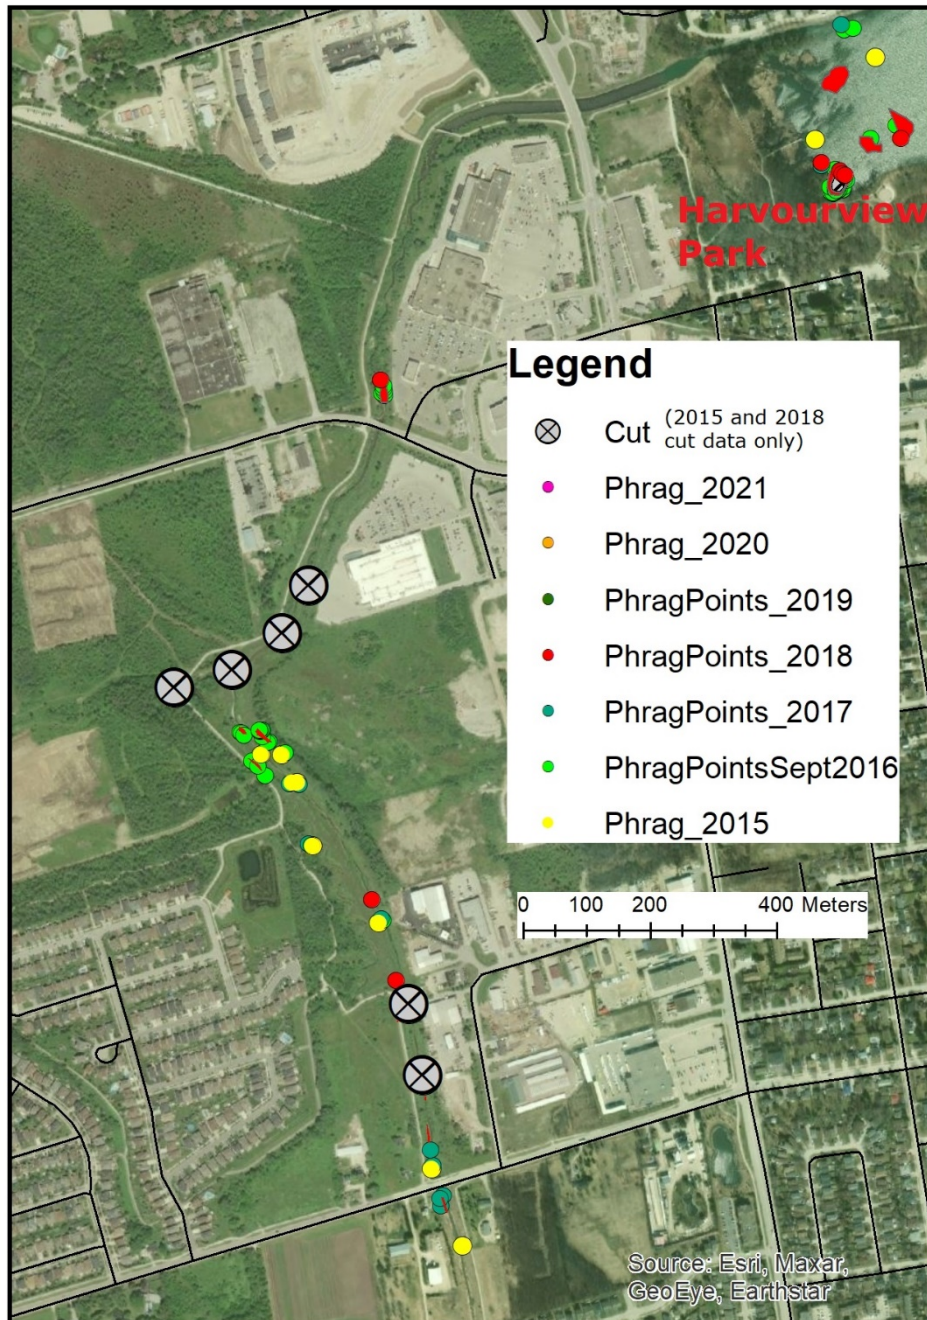 Harvourview
Park
Legend
Cut (2015 and 2018
cut data only)
Phrag_2021
Phrag_2020
PhragPoints_2019
PhragPoints_2018
PhragPoints_2017
PhragPointsSept2016
Phrag_2015
0 100 200 400 Meters
Source: Esri, Maxar,
GeoEye, Earthstar